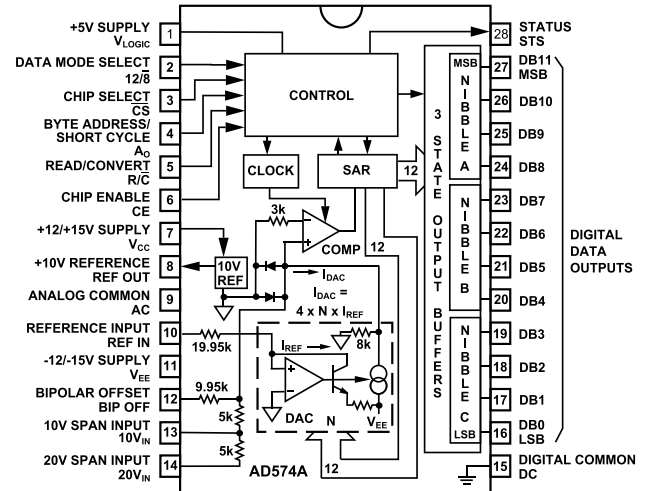 +5V SUPPLY
VLOGIC
1
DATA MODE SELECT
12/8̅
2
CHIP SELECT
C̅S̅
3
BYTE ADDRESS/
SHORT CYCLE
AO
4
READ/CONVERT
R/C̅
5
CHIP ENABLE
CE
6
+12/+15V SUPPLY
VCC
7
+10V REFERENCE
REF OUT
8
ANALOG COMMON
AC
9
REFERENCE INPUT
REF IN
10
-12/-15V SUPPLY
VEE
11
BIPOLAR OFFSET
BIP OFF
12
10V SPAN INPUT
10VIN
13
20V SPAN INPUT
20VIN
14
CONTROL
CLOCK
SAR
12
3k
COMP
12
10V
REF
IDAC
IDAC =
4 x N x IREF
19.95k
IREF
8k
9.95k
5k
5k
DAC
N
VEE
12
AD574A
3 STATE OUTPUT BUFFERS
MSB
NIBBLE A
NIBBLE B
NIBBLE C
LSB
28
STATUS
STS
27
DB11
MSB
26
DB10
25
DB9
24
DB8
23
DB7
22
DB6
21
DB5
20
DB4
19
DB3
18
DB2
17
DB1
16
DB0
LSB
15
DIGITAL COMMON
DC
DIGITAL
DATA
OUTPUTS